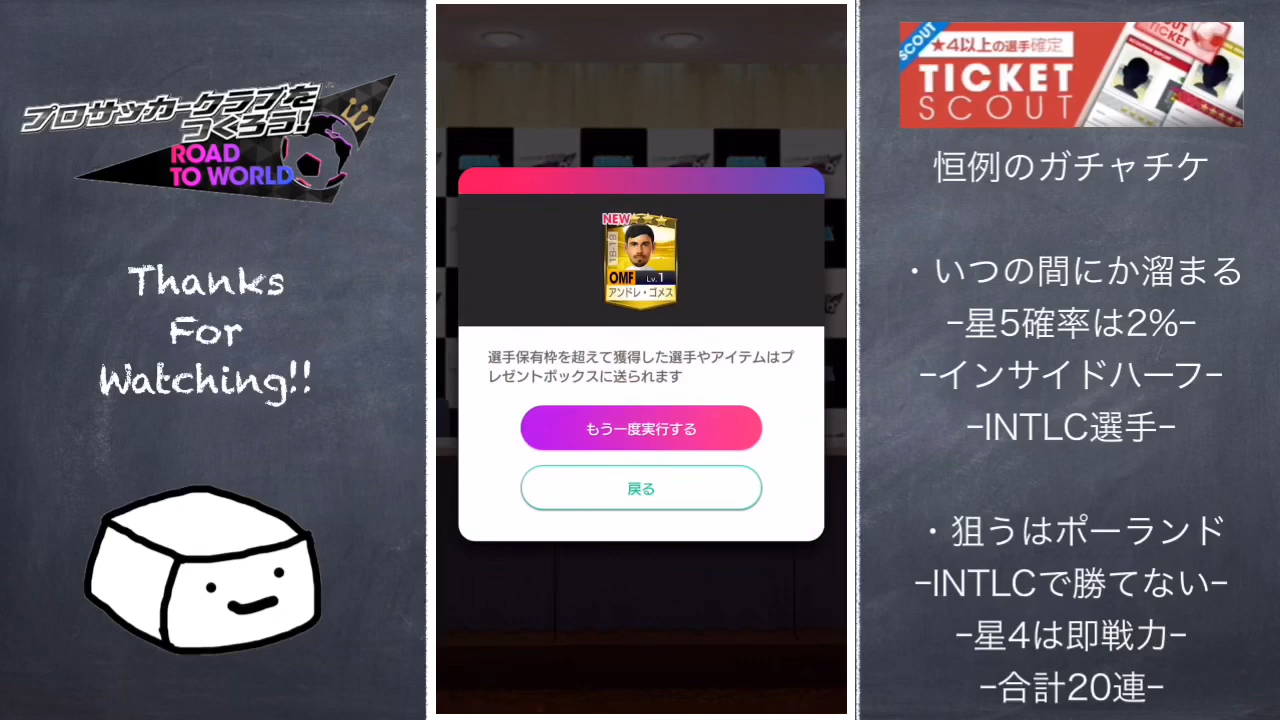 プロサッカークラブを
つくろう!
ROAD
TO WORLD
Thanks
For
Watching!!
NEW
18-19
OMF Lv.1
アンドレ・ゴメス
選手保有枠を超えて獲得した選手やアイテムはプ
レゼントボックスに送られます
もう一度実行する
戻る
SCOUT
★4以上の選手確定
TICKET
SCOUT
恒例のガチャチケ
・いつの間にか溜まる
-星5確率は2%-
-インサイドハーフ-
-INTLC選手-
・狙うはポーランド
-INTLCで勝てない-
-星4は即戦力-
-合計20連-